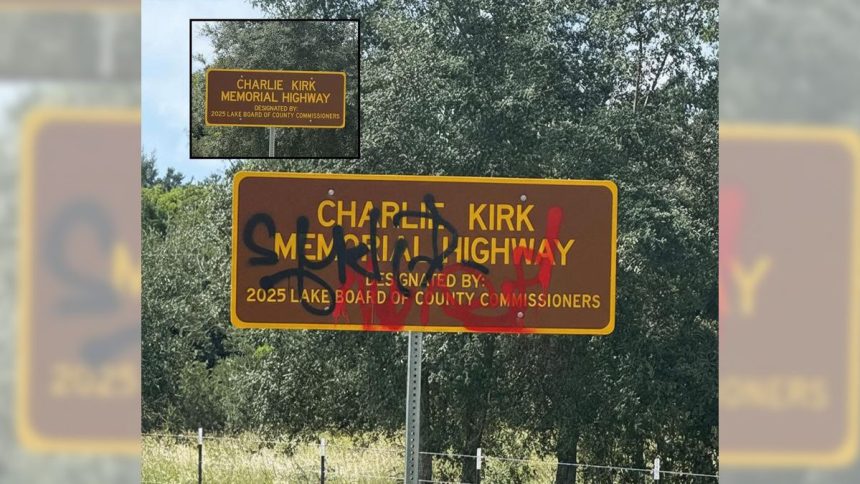 CHARLIE KIRK
MEMORIAL HIGHWAY
DESIGNATED BY:
2025 LAKE BOARD OF COUNTY COMMISSIONERS
CHARLIE KIRK
MEMORIAL HIGHWAY
DESIGNATED BY:
2025 LAKE BOARD OF COUNTY COMMISSIONERS